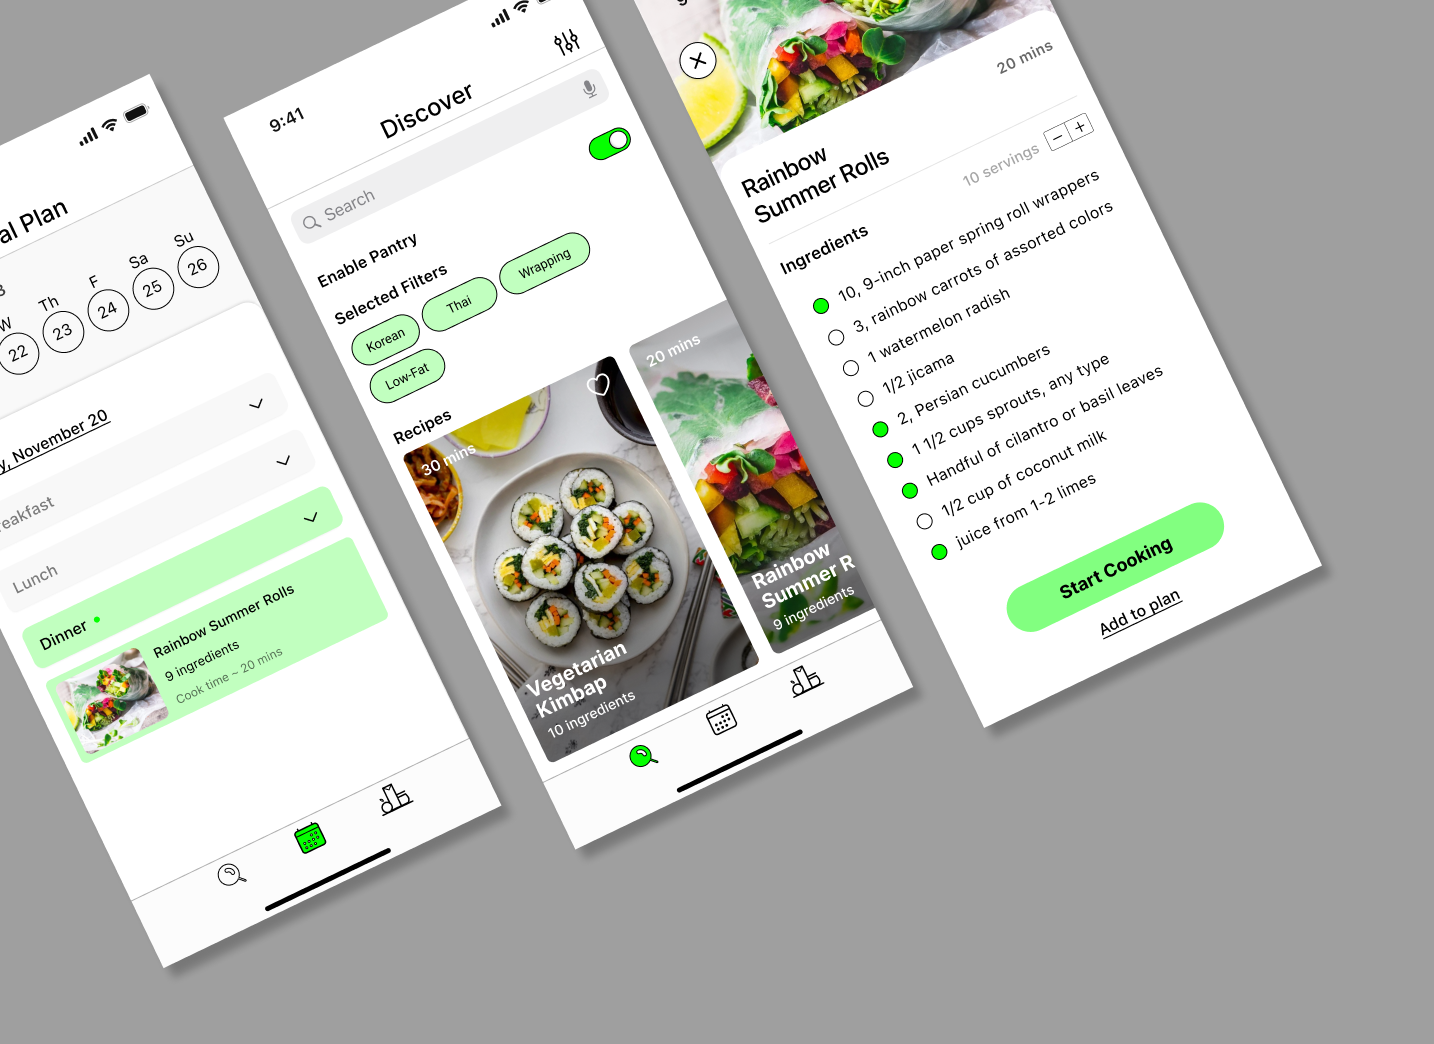 al Plan
W
Th
F
Sa
Su
22
23
24
25
26
y, November 20
eakfast
Lunch
Dinner
Rainbow Summer Rolls
9 ingredients
Cook time ~ 20 mins
9:41
Discover
Search
Enable Pantry
Selected Filters
Korean
Thai
Wrapping
Low-Fat
Recipes
30 mins
Vegetarian
Kimbap
10 ingredients
20 mins
Rainbow
Summer R
9 ingredients
20 mins
Rainbow
Summer Rolls
10 servings
Ingredients
10, 9-inch paper spring roll wrappers
3, rainbow carrots of assorted colors
1 watermelon radish
1/2 jicama
2, Persian cucumbers
1 1/2 cups sprouts, any type
Handful of cilantro or basil leaves
1/2 cup of coconut milk
juice from 1-2 limes
Start Cooking
Add to plan